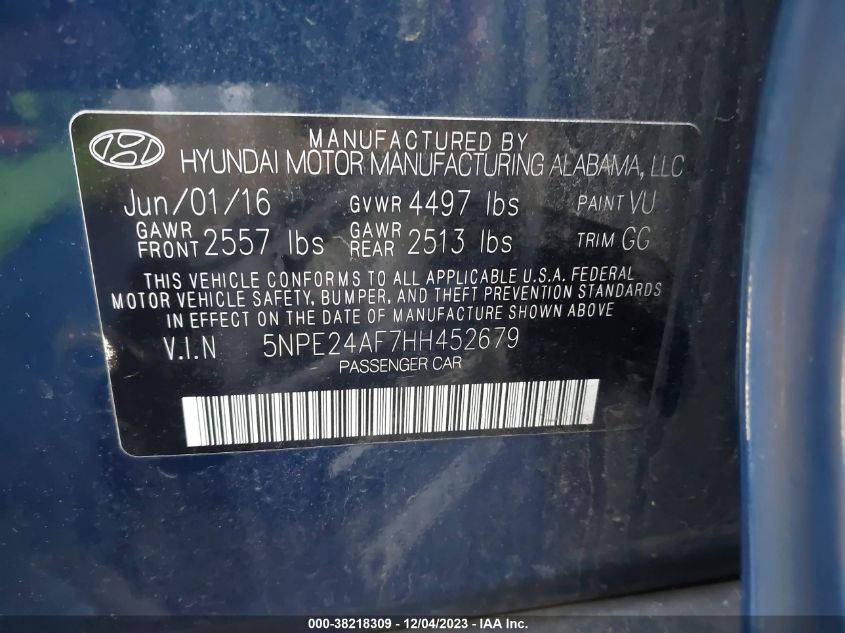 MANUFACTURED BY
HYUNDAI MOTOR MANUFACTURING ALABAMA, LLC
Jun/01/16 GVWR 4497 lbs PAINT VU
GAWR FRONT 2557 lbs GAWR REAR 2513 lbs TRIM GG
THIS VEHICLE CONFORMS TO ALL APPLICABLE U.S.A. FEDERAL
MOTOR VEHICLE SAFETY, BUMPER, AND THEFT PREVENTION STANDARDS
IN EFFECT ON THE DATE OF MANUFACTURE SHOWN ABOVE
V.I.N 5NPE24AF7HH452679
PASSENGER CAR
000-38218309 - 12/04/2023 - IAA Inc.